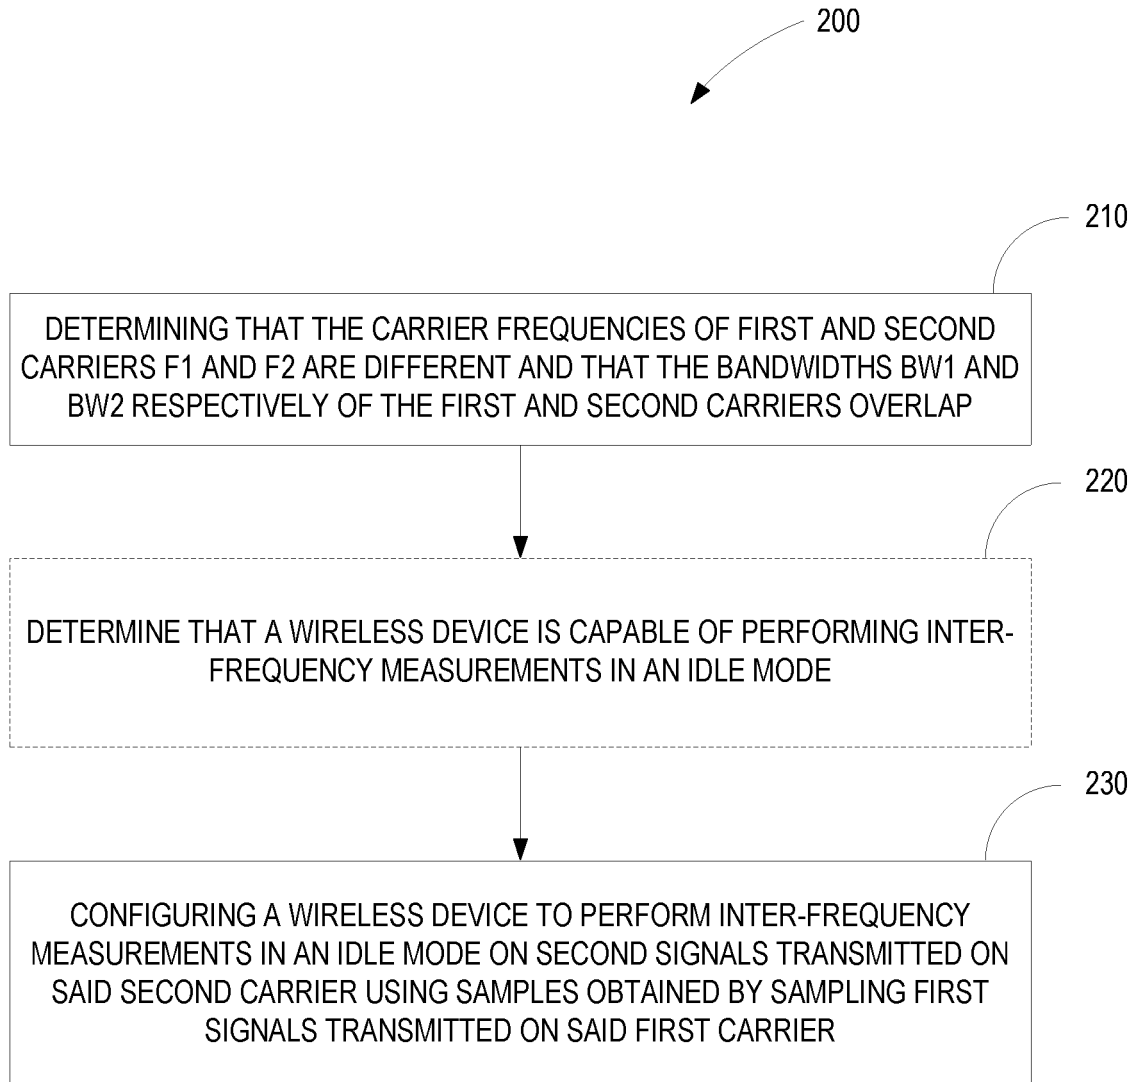 200
210
DETERMINING THAT THE CARRIER FREQUENCIES OF FIRST AND SECOND
CARRIERS F1 AND F2 ARE DIFFERENT AND THAT THE BANDWIDTHS BW1 AND
BW2 RESPECTIVELY OF THE FIRST AND SECOND CARRIERS OVERLAP
220
DETERMINE THAT A WIRELESS DEVICE IS CAPABLE OF PERFORMING INTER-
FREQUENCY MEASUREMENTS IN AN IDLE MODE
230
CONFIGURING A WIRELESS DEVICE TO PERFORM INTER-FREQUENCY
MEASUREMENTS IN AN IDLE MODE ON SECOND SIGNALS TRANSMITTED ON
SAID SECOND CARRIER USING SAMPLES OBTAINED BY SAMPLING FIRST
SIGNALS TRANSMITTED ON SAID FIRST CARRIER